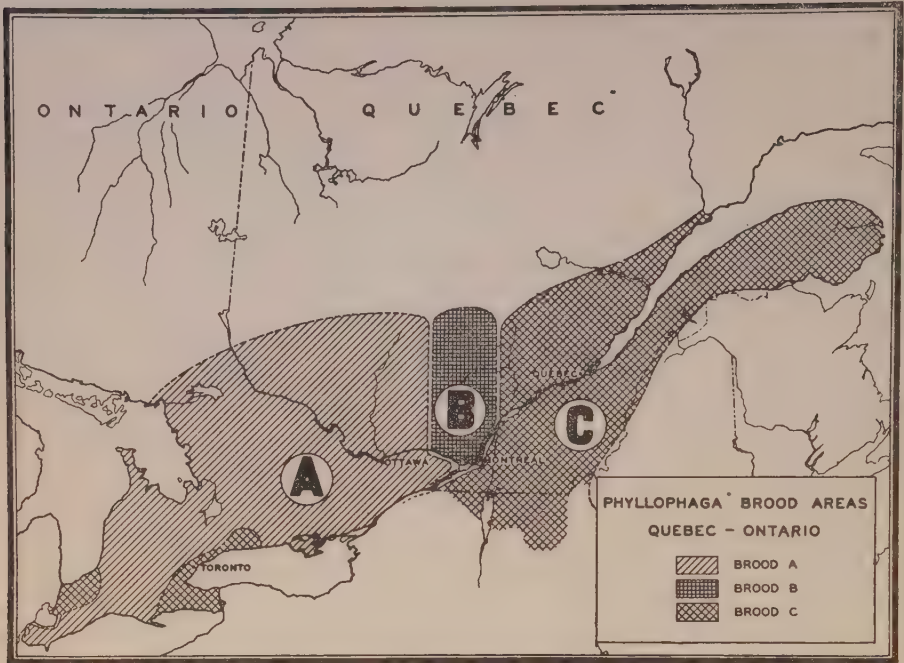 ONTARIO QUEBEC
B
QUEBEC
C
OTTAWA MONTREAL
A
TORONTO
PHYLLOPHAGA BROOD AREAS
QUEBEC - ONTARIO
BROOD A
BROOD B
BROOD C